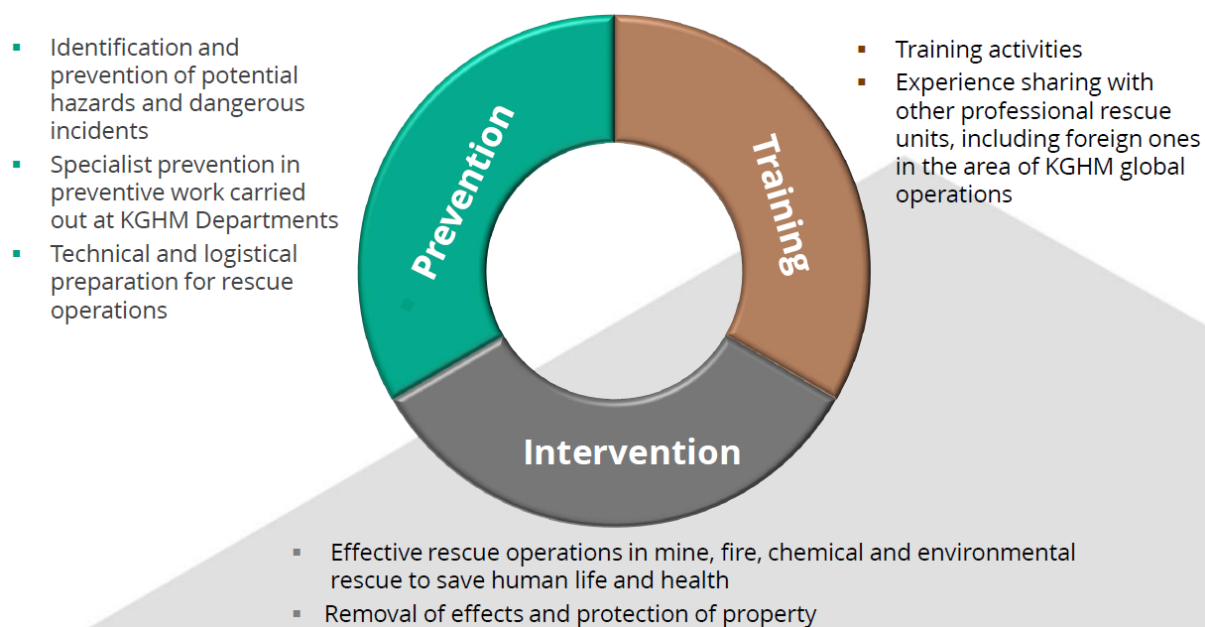 Identification and
prevention of potential
hazards and dangerous
incidents
Specialist prevention in
preventive work carried
out at KGHM Departments
Technical and logistical
preparation for rescue
operations
Prevention
Training
Training activities
Experience sharing with
other professional rescue
units, including foreign ones
in the area of KGHM global
operations
Intervention
Effective rescue operations in mine, fire, chemical and environmental
rescue to save human life and health
Removal of effects and protection of property